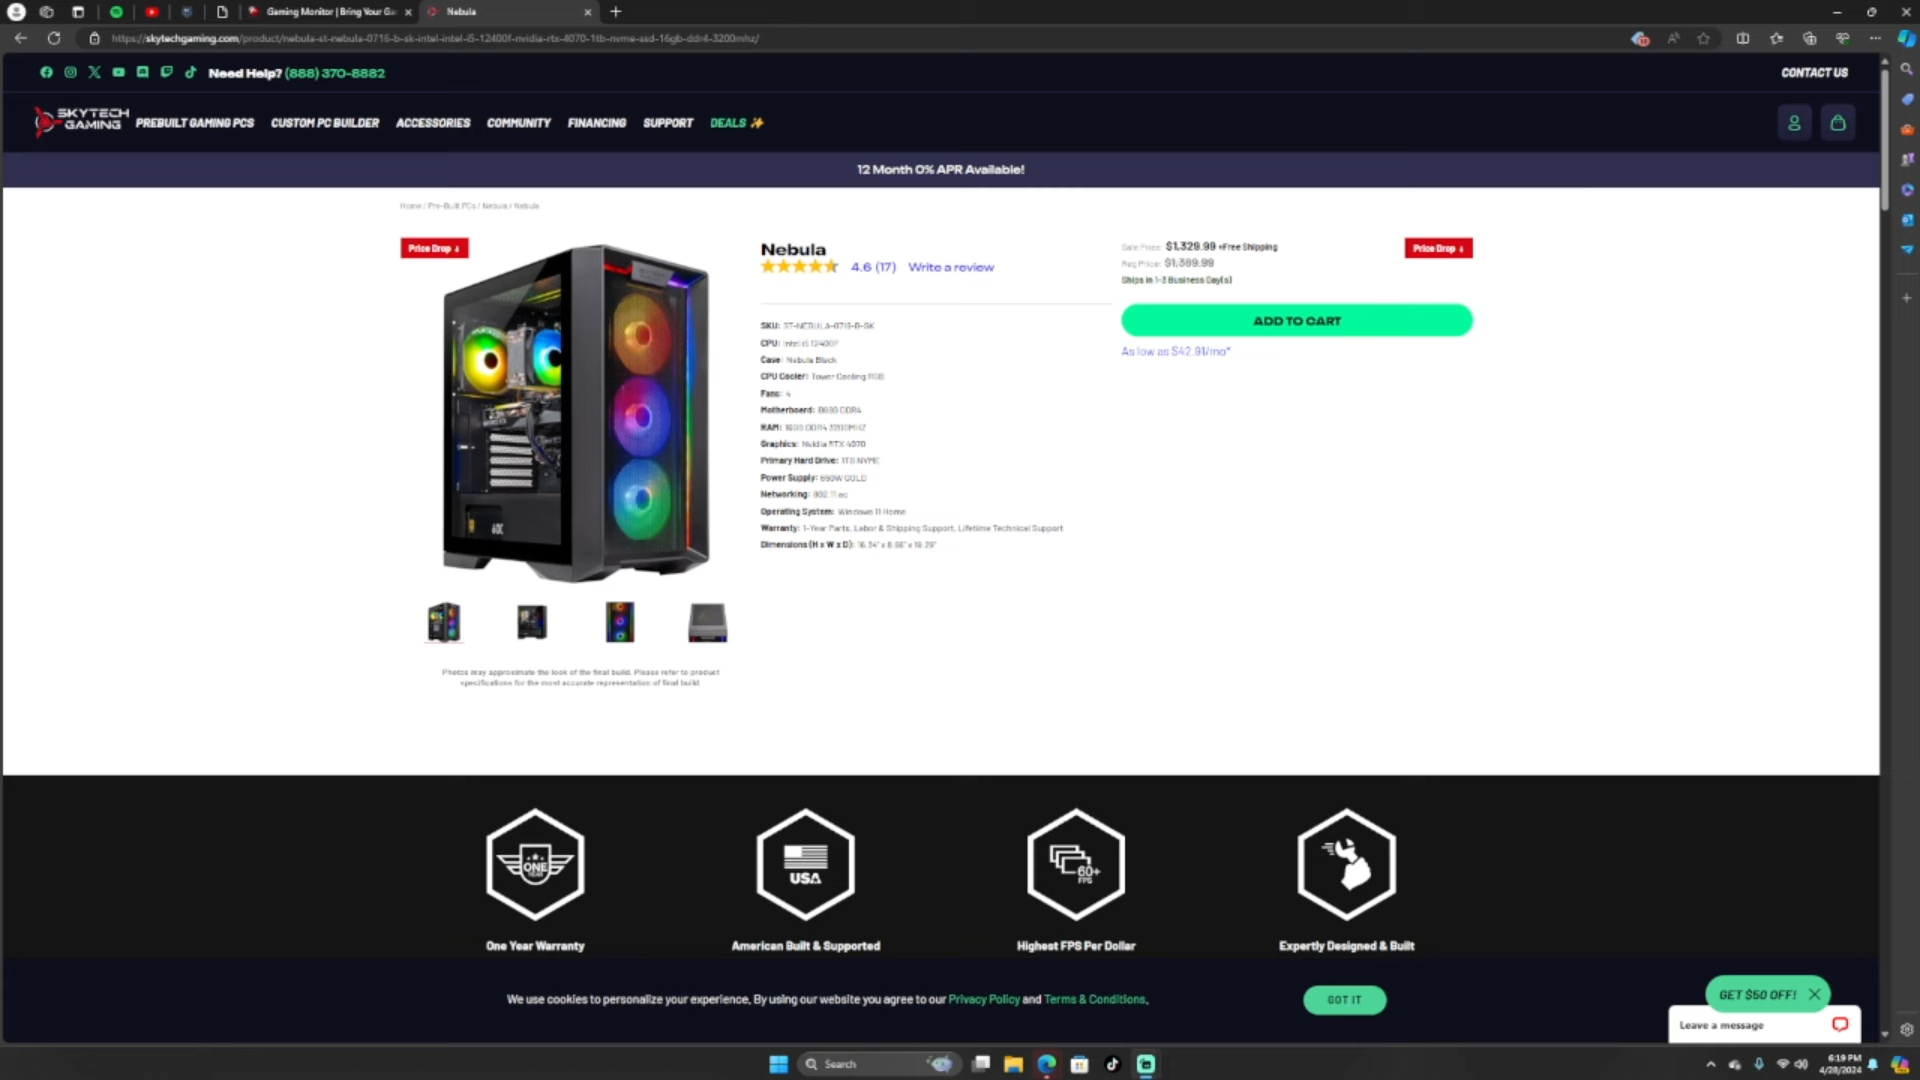 Gaming Monitor | Bring Your Ga
Nebula
https://skytechgaming.com/product/nebula-st-nebula-0716-b-sk-intel-intel-i5-12400f-nvidia-rtx-4070-1tb-nvme-ssd-16gb-ddr4-3200mhz/
Need Help? (888) 370-8882
CONTACT US
SKYTECH GAMING
PREBUILT GAMING PCS
CUSTOM PC BUILDER
ACCESSORIES
COMMUNITY
FINANCING
SUPPORT
DEALS ✨
12 Month 0% APR Available!
Home / Pre-Built PCs / Nebula / Nebula
Price Drop ↓
Nebula
4.6 (17) Write a review
SKU: ST-NEBULA-0716-B-SK
CPU: Intel i5 12400F
Case: Nebula Black
CPU Cooler: Tower Cooling RGB
Fans: 4
Motherboard: B660 DDR4
RAM: 16GB DDR4 3200MHZ
Graphics: Nvidia RTX 4070
Primary Hard Drive: 1TB NVME
Power Supply: 650W GOLD
Networking: 802.11 ac
Operating System: Windows 11 Home
Warranty: 1-Year Parts, Labor & Shipping Support, Lifetime Technical Support
Dimensions (H x W x D):
Sale Price: $1,329.99 +Free Shipping
Reg Price: $1,389.99
Ships in 1-3 Business Day(s)
Price Drop ↓
ADD TO CART
As low as $42.91/mo*
Photos may approximate the look of the final build. Please refer to product
specifications for the most accurate representation of final build.
ONE YEAR
USA
60+ FPS
One Year Warranty
American Built & Supported
Highest FPS Per Dollar
Expertly Designed & Built
We use cookies to personalize your experience. By using our website you agree to our Privacy Policy and Terms & Conditions.
GOT IT
GET $50 OFF!
Leave a message
Search
6:19 PM
4/28/2024